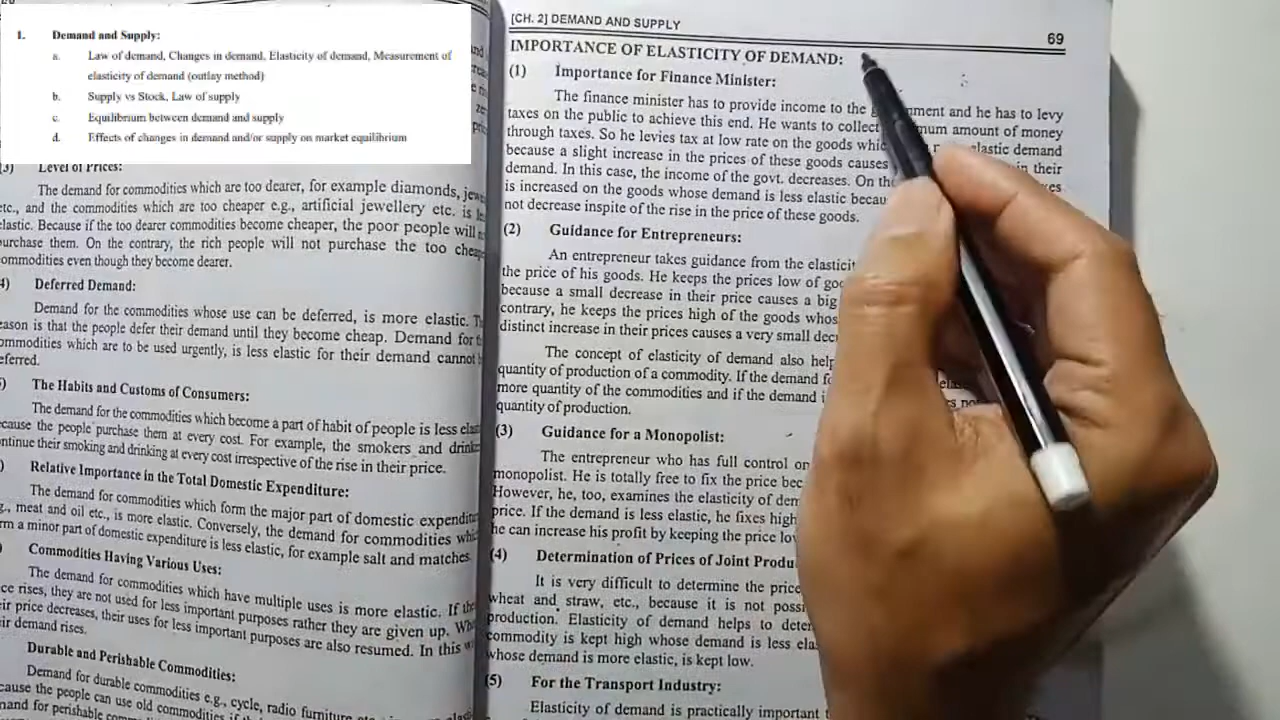 1. Demand and Supply:
a. Law of demand, Changes in demand, Elasticity of demand, Measurement of
elasticity of demand (outlay method)
b. Supply vs Stock, Law of supply
c. Equilibrium between demand and supply
d. Effects of changes in demand and/or supply on market equilibrium
Level of Prices:
The demand for commodities which are too dearer, for example diamonds,
etc., and the commodities which are too cheaper e.g., artificial jewellery etc. is
elastic. Because if the too dearer commodities become cheaper, the poor people will
purchase them. On the contrary, the rich people will not purchase the too
commodities even though they become dearer.
4) Deferred Demand:
Demand for the commodities whose use can be deferred, is more elastic.
eason is that the people defer their demand until they become cheap. Demand for
ommodities which are to be used urgently, is less elastic for their demand cannot
eferred.
) The Habits and Customs of Consumers:
The demand for the commodities which become a part of habit of people is less
cause the people purchase them at every cost. For example, the smokers and
ontinue their smoking and drinking at every cost irrespective of the rise in their price.
) Relative Importance in the Total Domestic Expenditure:
The demand for commodities which form the major part of domestic
g., meat and oil etc., is more elastic. Conversely, the demand for commodities
rm a minor part of domestic expenditure is less elastic, for example salt and matches.
) Commodities Having Various Uses:
The demand for commodities which have multiple uses is more elastic. If
ce rises, they are not used for less important purposes rather they are given up.
eir price decreases, their uses for less important purposes are also resumed. In this
ir demand rises.
Durable and Perishable Commodities:
Demand for durable commodities e.g., cycle, radio furniture
cause the people can use old commodities
[CH. 2] DEMAND AND SUPPLY 69
IMPORTANCE OF ELASTICITY OF DEMAND:
(1) Importance for Finance Minister:
The finance minister has to provide income to the and he has to levy
taxes on the public to achieve this end. He wants to collect amount of money
through taxes. So he levies tax at low rate on the goods demand
because a slight increase in the prices of these goods causes in their
demand. In this case, the income of the govt. decreases. On
is increased on the goods whose demand is less elastic
not decrease inspite of the rise in the price of these goods.
(2) Guidance for Entrepreneurs:
An entrepreneur takes guidance from the
the price of his goods. He keeps the prices low of
because a small decrease in their price causes a big
contrary, he keeps the prices high of the goods
distinct increase in their prices causes a very small
The concept of elasticity of demand also
quantity of production of a commodity. If the demand
more quantity of the commodities and if the demand
quantity of production.
(3) Guidance for a Monopolist:
The entrepreneur who has full control
monopolist. He is totally free to fix the price
However, he, too, examines the elasticity of
price. If the demand is less elastic, he fixes
he can increase his profit by keeping the price
(4) Determination of Prices of Joint
It is very difficult to determine the
wheat and straw, etc., because it is not
production. Elasticity of demand helps to
commodity is kept high whose demand is less
whose demand is more elastic, is kept low.
(5) For the Transport Industry:
Elasticity of demand is practically important